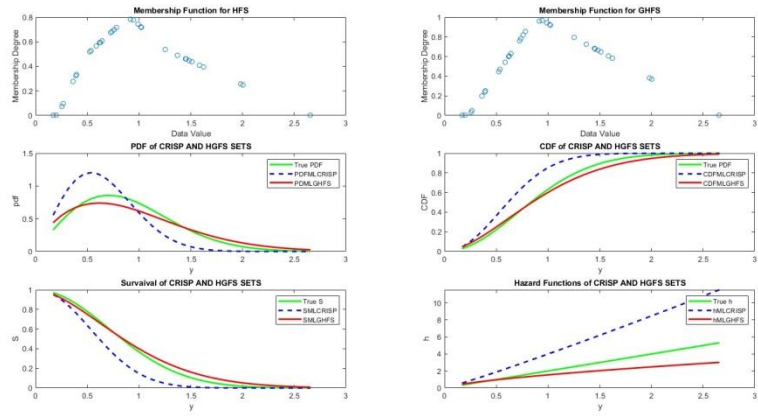 Membership Function for HFS
Membership Degree
0.8
0.6
0.4
0.2
0
0 0.5 1 1.5 2 2.5 3
Data Value
Membership Function for GHFS
Membership Degree
1
0.8
0.6
0.4
0.2
0
0 0.5 1 1.5 2 2.5 3
Data Value
PDF of CRISP AND HGFS SETS
pdf
1.5
1
0.5
0
True PDF
PDFMLCRISP
PDMLGHFS
0 0.5 1 1.5 2 2.5 3
y
CDF of CRISP AND HGFS SETS
CDF
1
0.8
0.6
0.4
0.2
0
True PDF
CDFMLCRISP
CDFMLGHFS
0 0.5 1 1.5 2 2.5 3
y
Survaival of CRISP AND HGFS SETS
S
1
0.8
0.6
0.4
0.2
0
True S
SMLCRISP
SMLGHFS
0 0.5 1 1.5 2 2.5 3
y
Hazard Functions of CRISP AND HGFS SETS
h
10
8
6
4
2
0
True h
hMLCRISP
hMLGHFS
0 0.5 1 1.5 2 2.5 3
y